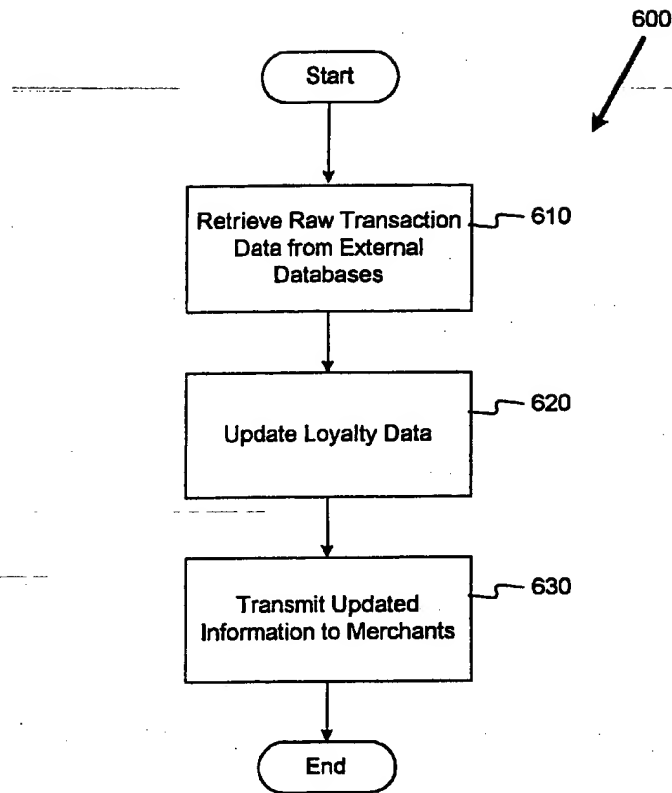 600
Start
Retrieve Raw Transaction
Data from External
Databases
610
Update Loyalty Data
620
Transmit Updated
Information to Merchants
630
End